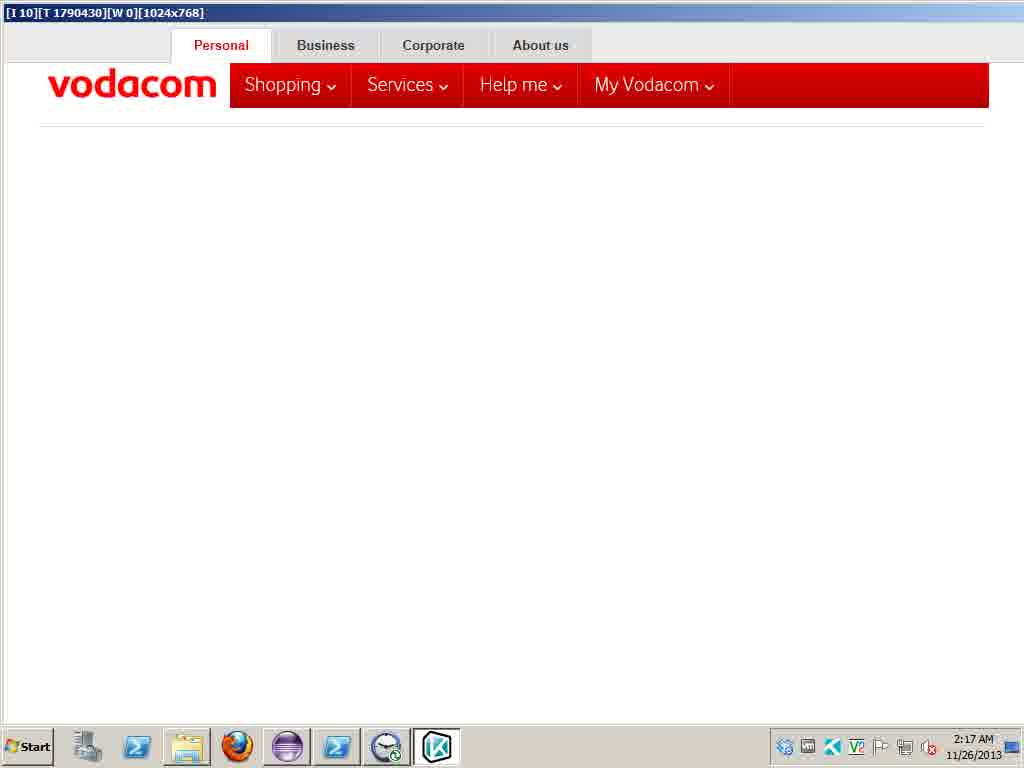 [I 10][T 1790430][W 0][1024x768]
Personal Business Corporate About us
vodacom Shopping Services Help me My Vodacom
Start 2:17 AM
11/26/2013